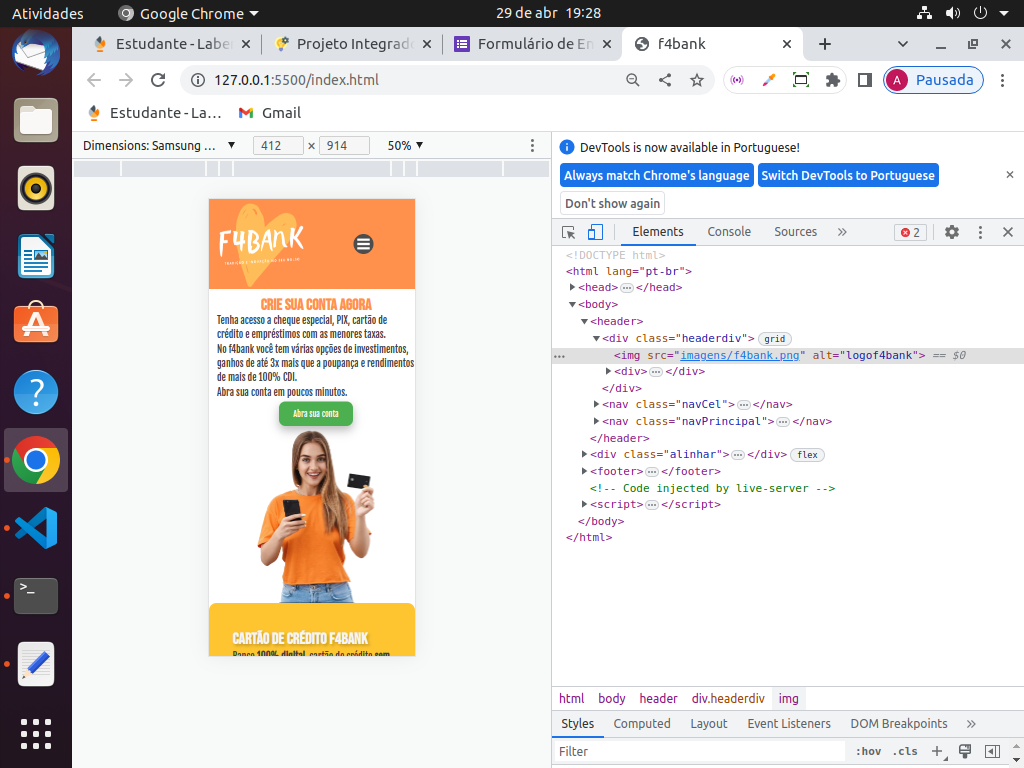 Atividades
Google Chrome
29 de abr 19:28
Estudante - Labe
Projeto Integrado
Formulário de En
f4bank
127.0.0.1:5500/index.html
A
Pausada
Estudante - La...
Gmail
Dimensions: Samsung ...
412 × 914
50%
DevTools is now available in Portuguese!
Always match Chrome's language
Switch DevTools to Portuguese
Don't show again
Elements
Console
Sources
»
2
<!DOCTYPE html>
<html lang="pt-br">
<head> ⋯ </head>
<body>
<header>
<div class="headerdiv"> grid
<img src="imagens/f4bank.png" alt="logof4bank"> == $0
<div> ⋯ </div>
</div>
<nav class="navCel"> ⋯ </nav>
<nav class="navPrincipal"> ⋯ </nav>
</header>
<div class="alinhar"> ⋯ </div> flex
<footer> ⋯ </footer>
<!-- Code injected by live-server -->
<script> ⋯ </script>
</body>
</html>
F4BANK
CRIE SUA CONTA AGORA
Tenha acesso a cheque especial, PIX, cartão de
crédito e empréstimos com as menores taxas.
No f4bank você tem várias opções de investimentos,
ganhos de até 3x mais que a poupança e rendimentos
de mais de 100% CDI.
Abra sua conta em poucos minutos.
Abra sua conta
CARTÃO DE CRÉDITO F4BANK
Banco 100% digital, cartão de crédito sem
html body header div.headerdiv img
Styles
Computed
Layout
Event Listeners
DOM Breakpoints
»
Filter
:hov .cls